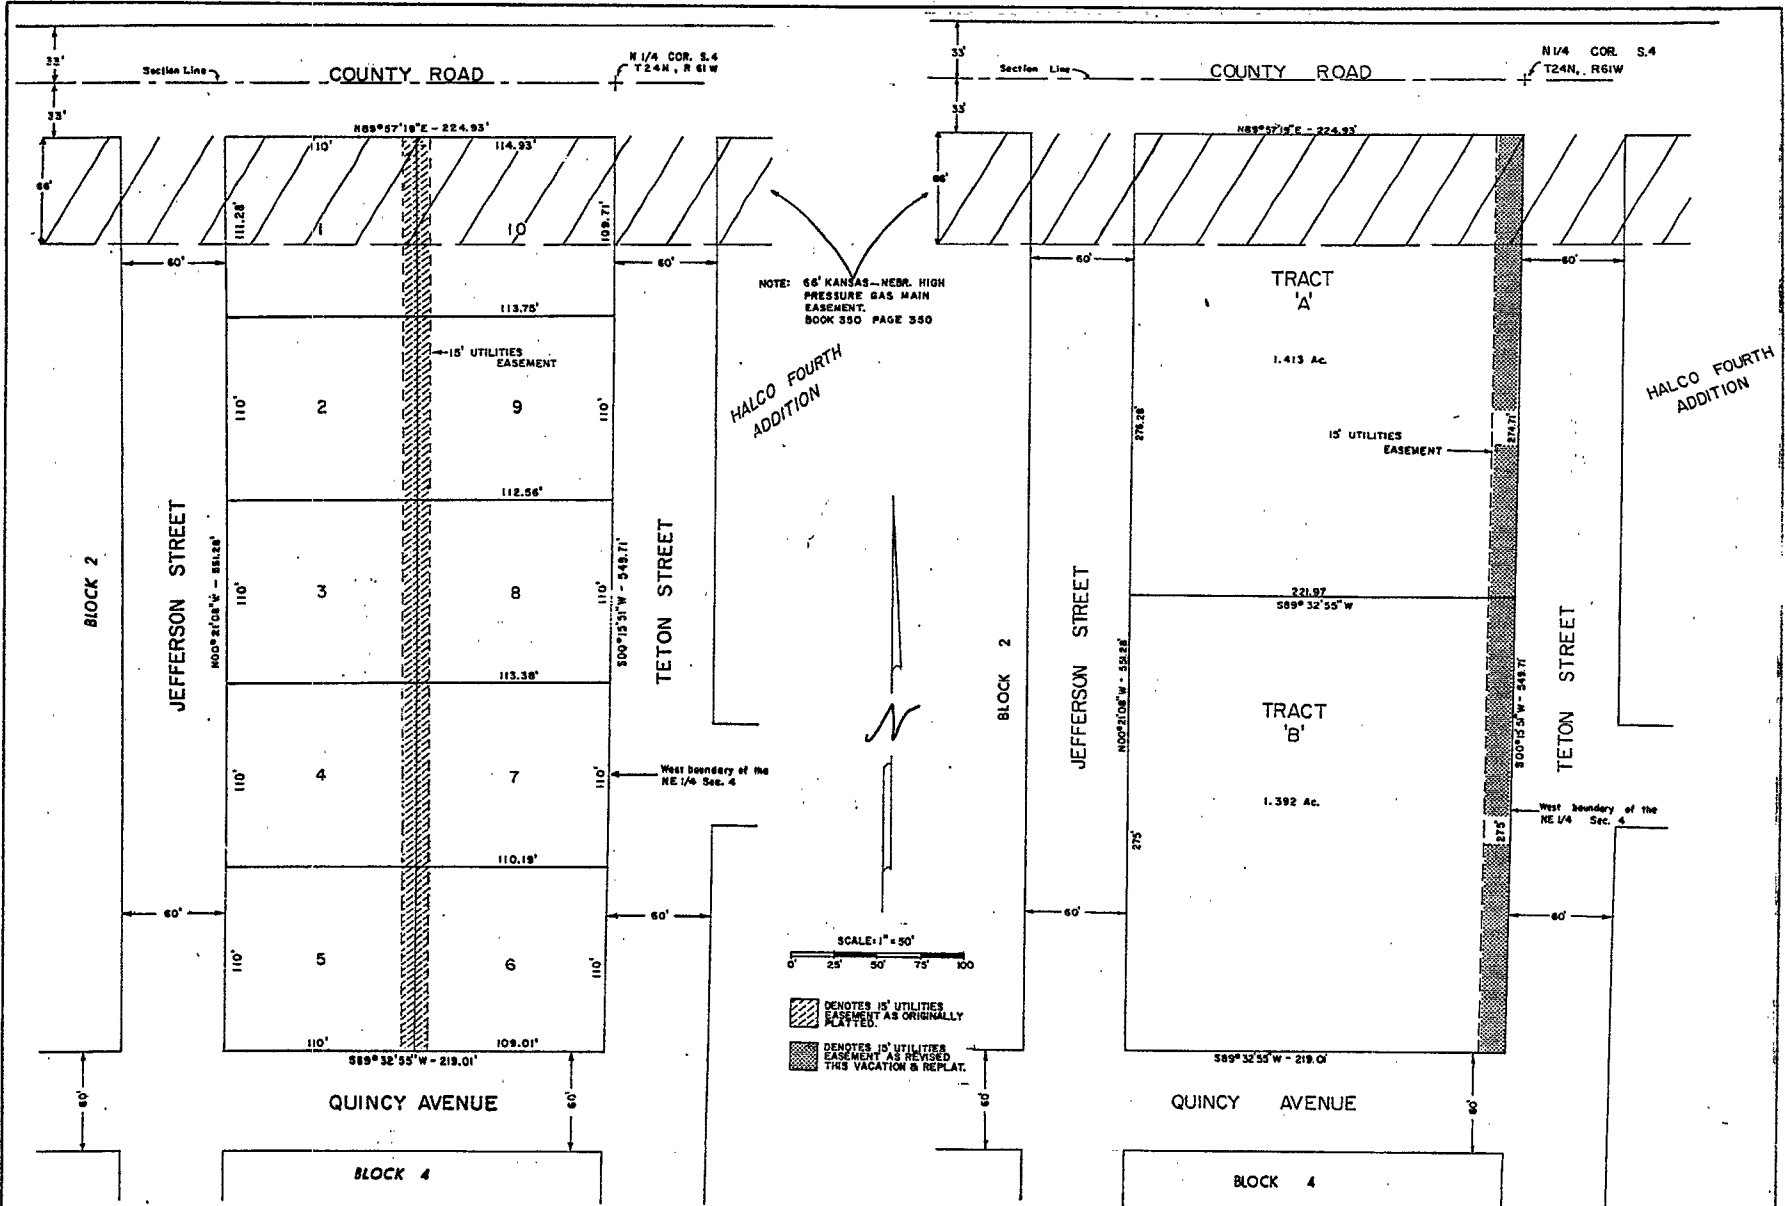 33'
Section Line
COUNTY ROAD
N 1/4 COR. S.4
T24N, R 61W
33'
N89°57'19"E - 224.93'
110'
114.93'
66'
111.28'
109.71'
1
10
60'
60'
113.75'
15' UTILITIES
EASEMENT
110'
2
9
110'
112.56'
BLOCK 2
JEFFERSON STREET
N00°21'08"W - 551.28'
110'
3
8
110'
S00°15'51"W - 549.71'
TETON STREET
113.38'
110'
4
7
110'
West boundary of the
NE 1/4 Sec. 4
110.19'
60'
60'
110'
5
6
110'
110'
109.01'
S89°32'55"W - 219.01'
60'
QUINCY AVENUE
60'
BLOCK 4
NOTE: 66' KANSAS-NEBR. HIGH
PRESSURE GAS MAIN
EASEMENT.
BOOK 350 PAGE 350
HALCO FOURTH
ADDITION
N
SCALE: 1" = 50'
0' 25' 50' 75' 100
DENOTES 15' UTILITIES
EASEMENT AS ORIGINALLY
PLATTED.
DENOTES 15' UTILITIES
EASEMENT AS REVISED
THIS VACATION & REPLAT.
33'
Section Line
COUNTY ROAD
N 1/4 COR. S.4
T24N, R61W
33'
N89°57'19"E - 224.93'
66'
60'
60'
TRACT
'A'
1.413 Ac.
276.28'
274.71'
15' UTILITIES
EASEMENT
HALCO FOURTH
ADDITION
221.97
S89°32'55"W
BLOCK 2
JEFFERSON STREET
N00°21'08"W - 551.28'
TRACT
'B'
1.392 Ac.
S00°15'51"W - 549.71'
TETON STREET
West boundary of the
NE 1/4 Sec. 4
275'
275'
60'
60'
S89°32'55"W - 219.01'
60'
QUINCY AVENUE
60'
BLOCK 4